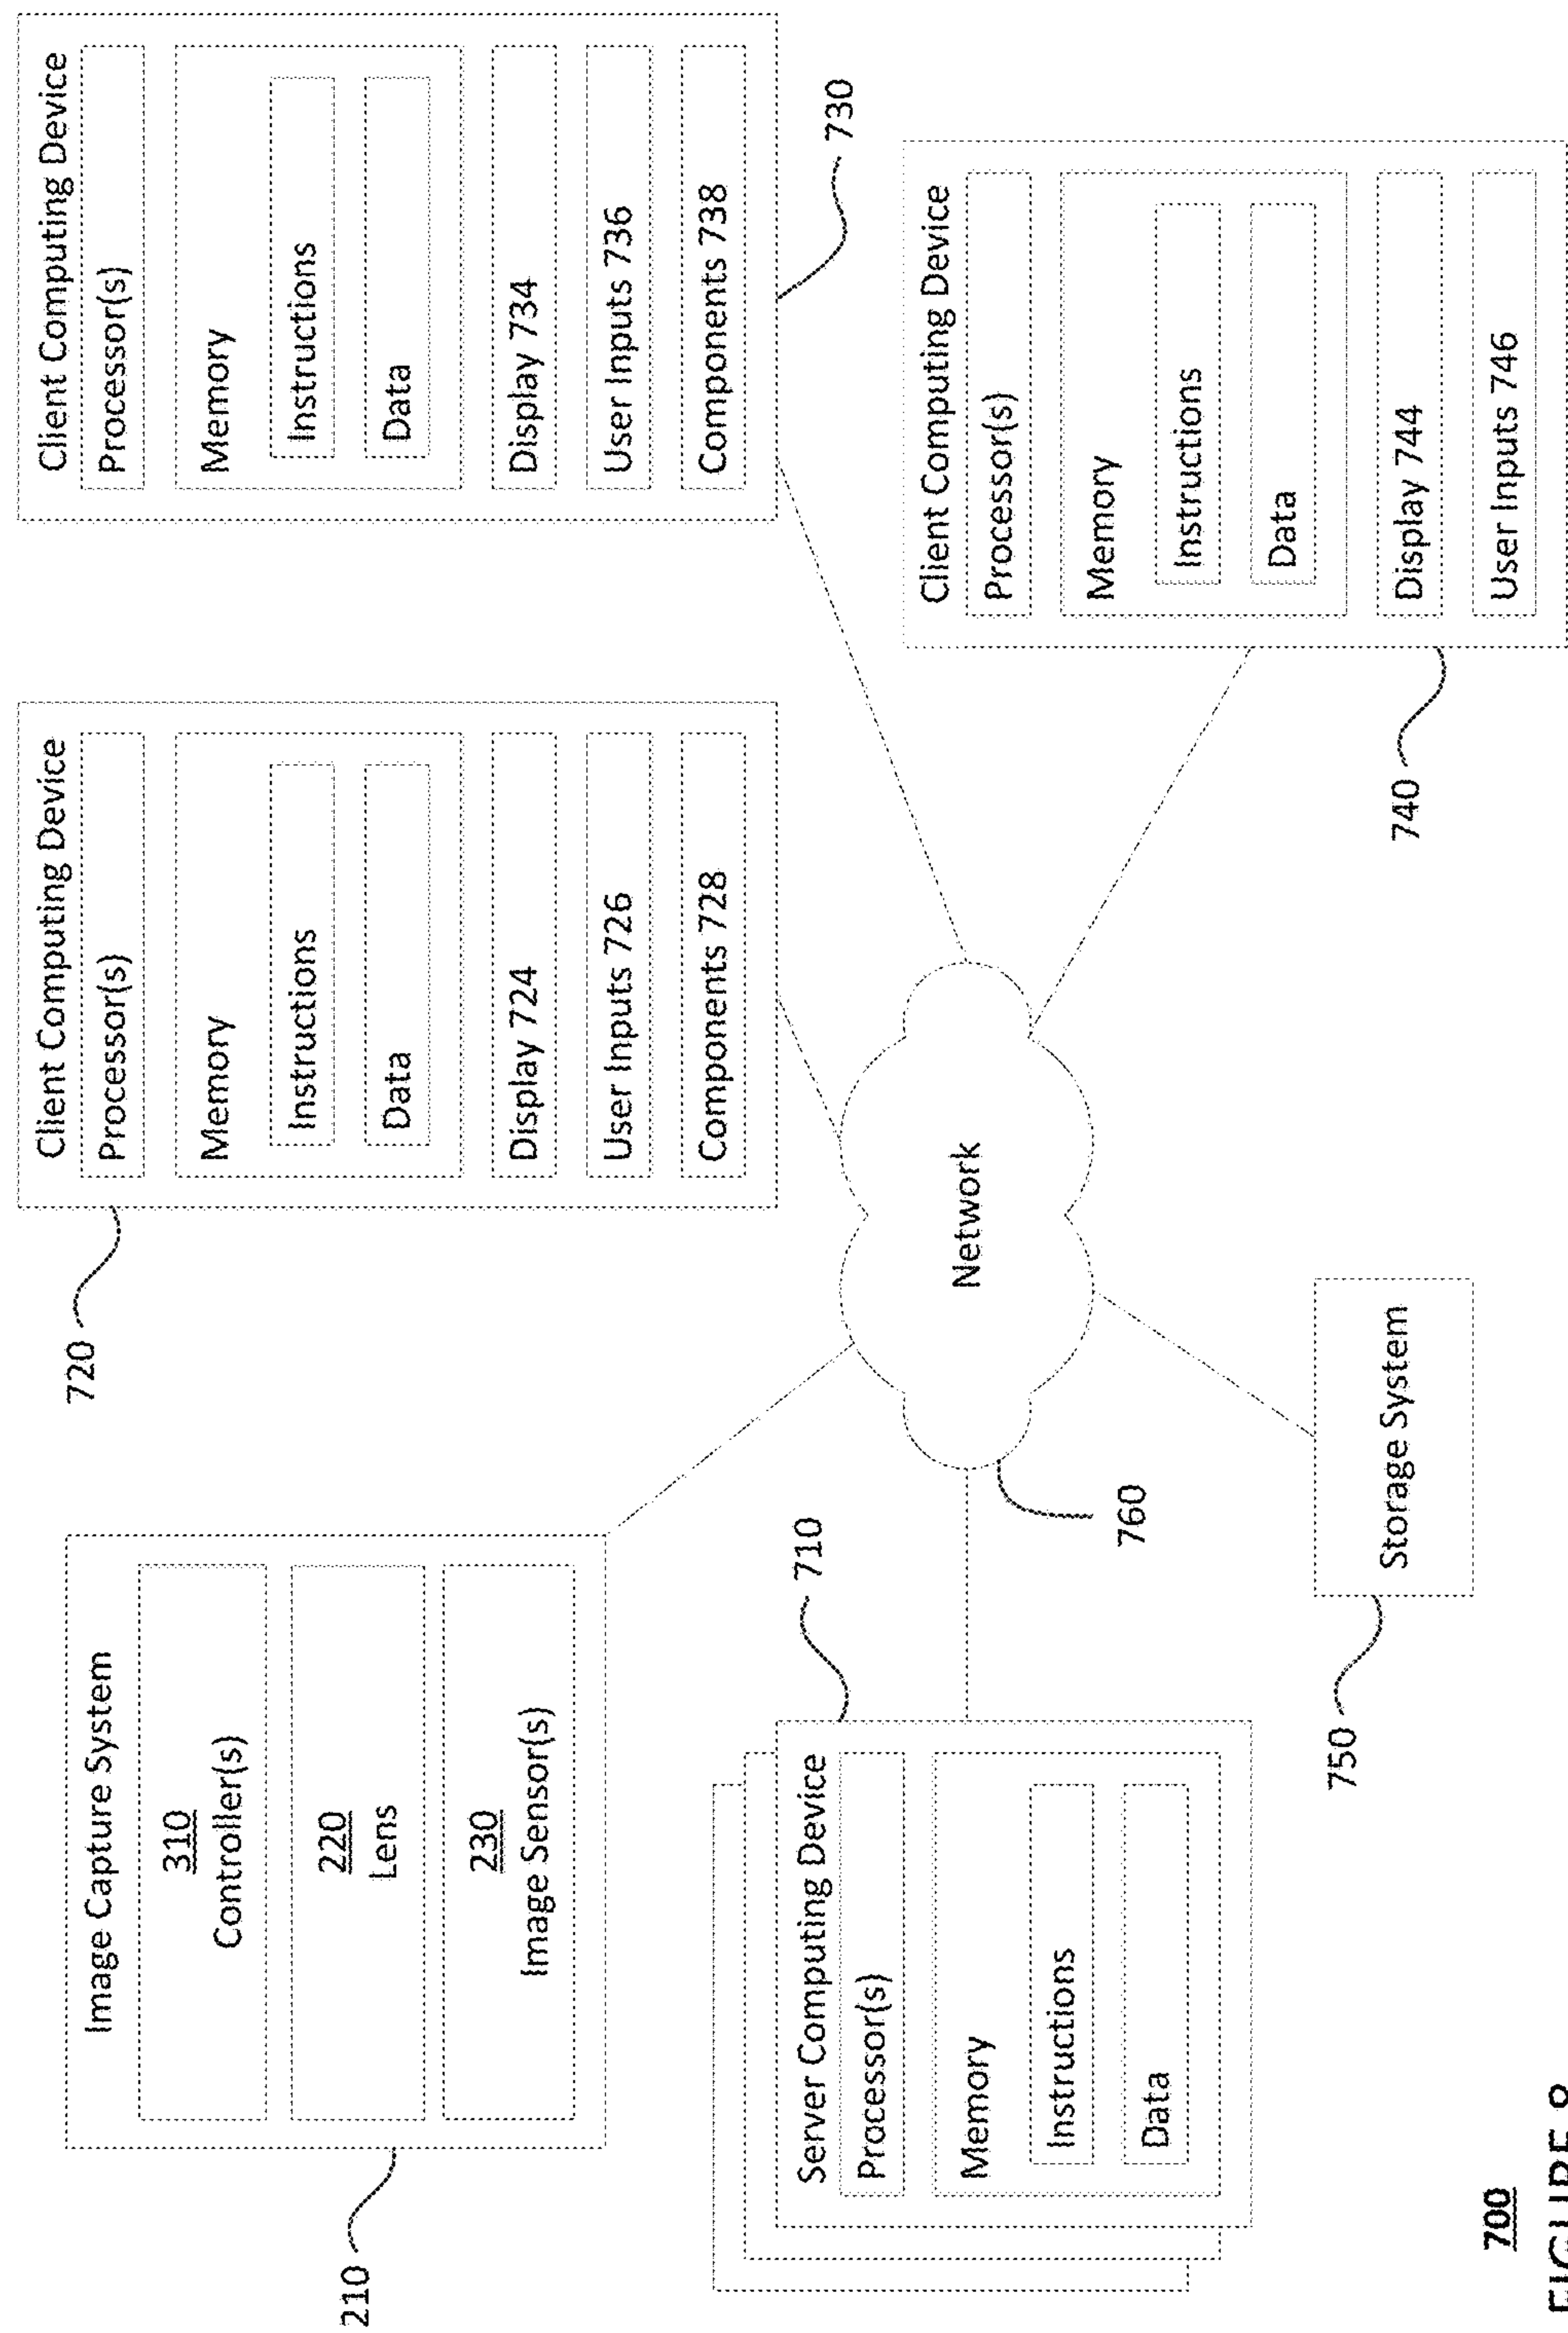 Image Capture System
310
Controller(s)
220
Lens
230
Image Sensor(s)
210
Client Computing Device
Processor(s)
Memory
Instructions
Data
Display 724
User Inputs 726
Components 728
720
Client Computing Device
Processor(s)
Memory
Instructions
Data
Display 734
User Inputs 736
Components 738
730
Server Computing Device
Processor(s)
Memory
Instructions
Data
710
Network
760
Storage System
750
Client Computing Device
Processor(s)
Memory
Instructions
Data
Display 744
User Inputs 746
740
700
FIGURE 8